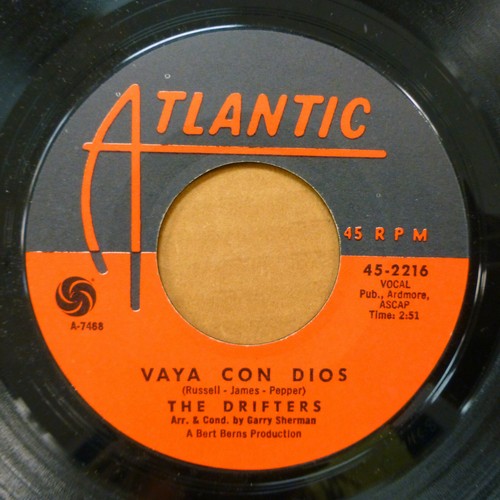 ATLANTIC
45 RPM
45-2216
VOCAL
Pub., Ardmore,
ASCAP
Time: 2:51
A-7468
VAYA CON DIOS
(Russell - James - Pepper)
THE DRIFTERS
Arr. & Cond. by Garry Sherman
A Bert Berns Production